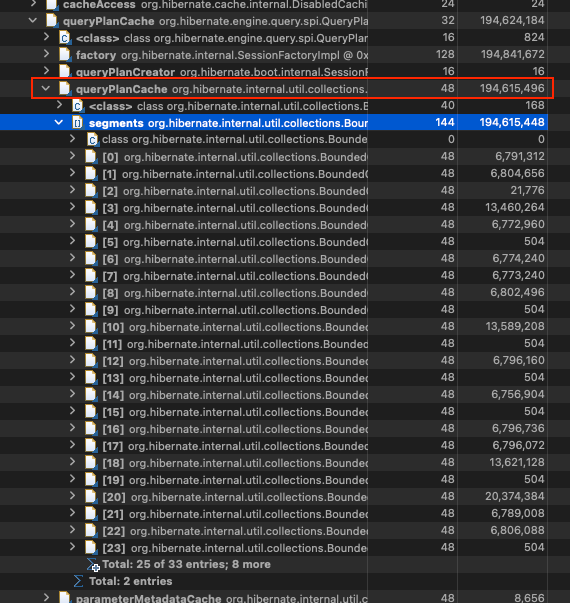 cacheAccess org.hibernate.cache.internal.DisabledCachi 24 24
queryPlanCache org.hibernate.engine.query.spi.QueryPla 32 194,624,184
<class> class org.hibernate.engine.query.spi.QueryP 16 824
factory org.hibernate.internal.SessionFactoryImpl @ 0x 128 194,841,672
queryPlanCreator org.hibernate.boot.internal.SessionF 16 16
queryPlanCache org.hibernate.internal.util.collections. 48 194,615,496
<class> class org.hibernate.internal.util.collections.B 40 168
segments org.hibernate.internal.util.collections.Boun 144 194,615,448
class org.hibernate.internal.util.collections.Bounde 0 0
[0] org.hibernate.internal.util.collections.Bounded 48 6,791,312
[1] org.hibernate.internal.util.collections.Bounded 48 6,804,656
[2] org.hibernate.internal.util.collections.Bounded 48 21,776
[3] org.hibernate.internal.util.collections.Bounded 48 13,460,264
[4] org.hibernate.internal.util.collections.Bounded 48 6,772,960
[5] org.hibernate.internal.util.collections.Bounded 48 504
[6] org.hibernate.internal.util.collections.Bounded 48 6,774,240
[7] org.hibernate.internal.util.collections.Bounded 48 6,773,240
[8] org.hibernate.internal.util.collections.Bounded 48 6,802,496
[9] org.hibernate.internal.util.collections.Bounded 48 504
[10] org.hibernate.internal.util.collections.Bounde 48 13,589,208
[11] org.hibernate.internal.util.collections.Bounded 48 504
[12] org.hibernate.internal.util.collections.Bounde 48 6,796,160
[13] org.hibernate.internal.util.collections.Bounde 48 504
[14] org.hibernate.internal.util.collections.Bounde 48 6,756,904
[15] org.hibernate.internal.util.collections.Bounde 48 504
[16] org.hibernate.internal.util.collections.Bounde 48 6,796,736
[17] org.hibernate.internal.util.collections.Bounde 48 6,796,072
[18] org.hibernate.internal.util.collections.Bounde 48 13,621,128
[19] org.hibernate.internal.util.collections.Bounde 48 504
[20] org.hibernate.internal.util.collections.Bounde 48 20,374,384
[21] org.hibernate.internal.util.collections.Bounde 48 6,789,008
[22] org.hibernate.internal.util.collections.Bounde 48 6,806,088
[23] org.hibernate.internal.util.collections.Bounde 48 504
Total: 25 of 33 entries; 8 more
Total: 2 entries
parameterMetadataCache org.hibernate.internal.util.c 48 8,656